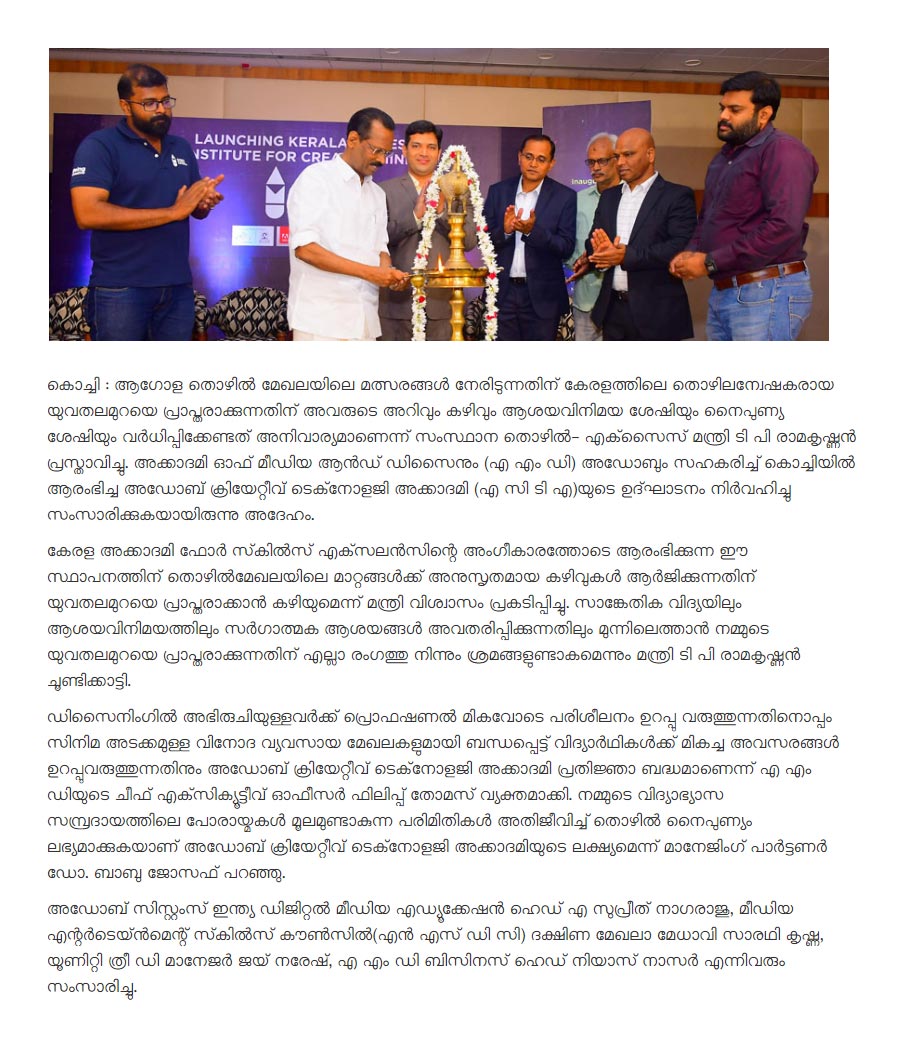 LAUNCHING KERALA
INSTITUTE FOR
inaugu
കൊച്ചി : ആഗോള തൊഴിൽ മേഖലയിലെ മത്സരങ്ങൾ നേരിടുന്നതിന് കേരളത്തിലെ തൊഴിലന്വേഷകരായ
യുവതലമുറയെ പ്രാപ്തരാക്കുന്നതിന് അവരുടെ അറിവും കഴിവും ആശയവിനിമയ ശേഷിയും നൈപുണ്യ
ശേഷിയും വർധിപ്പിക്കേണ്ടത് അനിവാര്യമാണെന്ന് സംസ്ഥാന തൊഴിൽ– എക്‌സൈസ് മന്ത്രി ടി പി രാമകൃഷ്ണൻ
പ്രസ്താവിച്ചു. അക്കാദമി ഓഫ് മീഡിയ ആൻഡ് ഡിസൈനും (എ എം ഡി) അഡോബും സഹകരിച്ച് കൊച്ചിയിൽ
ആരംഭിച്ച അഡോബ് ക്രിയേറ്റീവ് ടെക്‌നോളജി അക്കാദമി (എ സി ടി എ)യുടെ ഉദ്ഘാടനം നിർവഹിച്ചു
സംസാരിക്കുകയായിരുന്നു അദേഹം.
കേരള അക്കാദമി ഫോർ സ്‌കിൽസ് എക്‌സലൻസിന്റെ അംഗീകാരത്തോടെ ആരംഭിക്കുന്ന ഈ
സ്ഥാപനത്തിന് തൊഴിൽമേഖലയിലെ മാറ്റങ്ങൾക്ക് അനുസൃതമായ കഴിവുകൾ ആർജിക്കുന്നതിന്
യുവതലമുറയെ പ്രാപ്തരാക്കാൻ കഴിയുമെന്ന് മന്ത്രി വിശ്വാസം പ്രകടിപ്പിച്ചു. സാങ്കേതിക വിദ്യയിലും
ആശയവിനിമയത്തിലും സർഗാത്മക ആശയങ്ങൾ അവതരിപ്പിക്കുന്നതിലും മുന്നിലെത്താൻ നമ്മുടെ
യുവതലമുറയെ പ്രാപ്തരാക്കുന്നതിന് എല്ലാ രംഗത്തു നിന്നും ശ്രമങ്ങളുണ്ടാകമെന്നും മന്ത്രി ടി പി രാമകൃഷ്ണൻ
ചൂണ്ടിക്കാട്ടി.
ഡിസൈനിംഗിൽ അഭിരുചിയുള്ളവർക്ക് പ്രൊഫഷണൽ മികവോടെ പരിശീലനം ഉറപ്പു വരുത്തുന്നതിനൊപ്പം
സിനിമ അടക്കമുള്ള വിനോദ വ്യവസായ മേഖലകളുമായി ബന്ധപ്പെട്ട് വിദ്യാർഥികൾക്ക് മികച്ച അവസരങ്ങൾ
ഉറപ്പുവരുത്തുന്നതിനും അഡോബ് ക്രിയേറ്റീവ് ടെക്‌നോളജി അക്കാദമി പ്രതിജ്ഞാ ബദ്ധമാണെന്ന് എ എം
ഡിയുടെ ചീഫ് എക്‌സിക്യൂട്ടീവ് ഓഫീസർ ഫിലിപ്പ് തോമസ് വ്യക്തമാക്കി. നമ്മുടെ വിദ്യാഭ്യാസ
സമ്പ്രദായത്തിലെ പോരായ്മകൾ മൂലമുണ്ടാകുന്ന പരിമിതികൾ അതിജീവിച്ച് തൊഴിൽ നൈപുണ്യം
ലഭ്യമാക്കുകയാണ് അഡോബ് ക്രിയേറ്റീവ് ടെക്‌നോളജി അക്കാദമിയുടെ ലക്ഷ്യമെന്ന് മാനേജിംഗ് പാർട്ടണർ
ഡോ. ബാബു ജോസഫ് പറഞ്ഞു.
അഡോബ് സിസ്റ്റംസ് ഇന്ത്യ ഡിജിറ്റൽ മീഡിയ എഡ്യൂക്കേഷൻ ഹെഡ് എ സുപ്രീത് നാഗരാജു, മീഡിയ
എന്റർടെയ്ൻമെന്റ് സ്‌കിൽസ് കൗൺസിൽ(എൻ എസ് ഡി സി) ദക്ഷിണ മേഖലാ മേധാവി സാരഥി കൃഷ്ണ,
യൂണിറ്റി ത്രീ ഡി മാനേജർ ജയ് നരേഷ്, എ എം ഡി ബിസിനസ് ഹെഡ് നിയാസ് നാസർ എന്നിവരും
സംസാരിച്ചു.